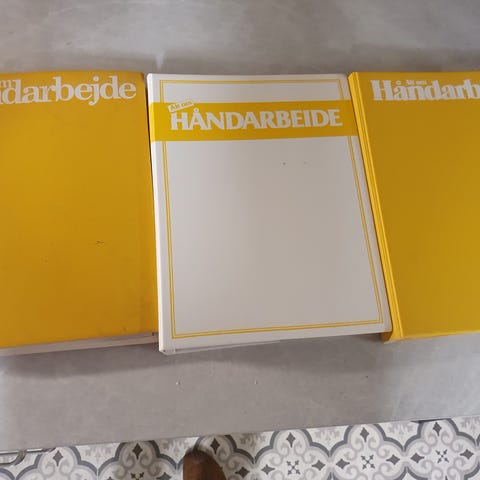 m
ndarbejde
Alt om
HÅNDARBEIDE
Alt om
Håndarb